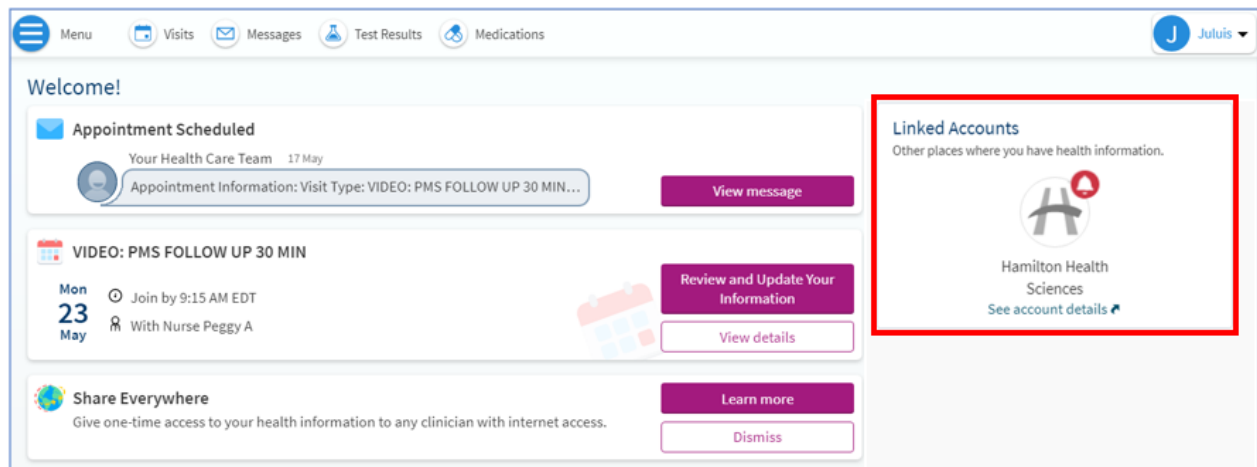 Menu Visits Messages Test Results Medications J Juluis
Welcome!
Appointment Scheduled
Your Health Care Team 17 May
Appointment Information: Visit Type: VIDEO: PMS FOLLOW UP 30 MIN...
View message
VIDEO: PMS FOLLOW UP 30 MIN
Mon
23
May
Join by 9:15 AM EDT
With Nurse Peggy A
Review and Update Your
Information
View details
Share Everywhere
Give one-time access to your health information to any clinician with internet access.
Learn more
Dismiss
Linked Accounts
Other places where you have health information.
Hamilton Health
Sciences
See account details